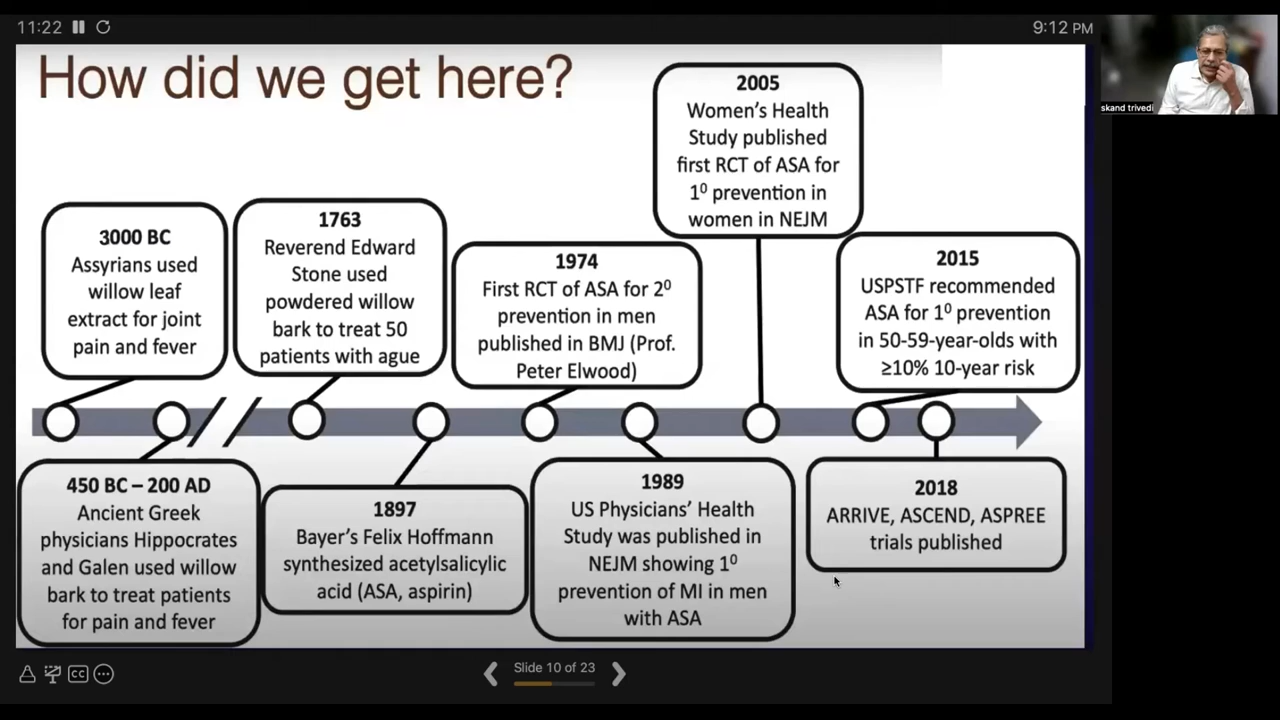 11:22
9:12 PM
skand trivedi
How did we get here?
2005
Women's Health
Study published
first RCT of ASA for
1⁰ prevention in
women in NEJM
3000 BC
Assyrians used
willow leaf
extract for joint
pain and fever
1763
Reverend Edward
Stone used
powdered willow
bark to treat 50
patients with ague
1974
First RCT of ASA for 2⁰
prevention in men
published in BMJ (Prof.
Peter Elwood)
2015
USPSTF recommended
ASA for 1⁰ prevention
in 50-59-year-olds with
≥10% 10-year risk
450 BC – 200 AD
Ancient Greek
physicians Hippocrates
and Galen used willow
bark to treat patients
for pain and fever
1897
Bayer's Felix Hoffmann
synthesized acetylsalicylic
acid (ASA, aspirin)
1989
US Physicians' Health
Study was published in
NEJM showing 1⁰
prevention of MI in men
with ASA
2018
ARRIVE, ASCEND, ASPREE
trials published
CC
Slide 10 of 23